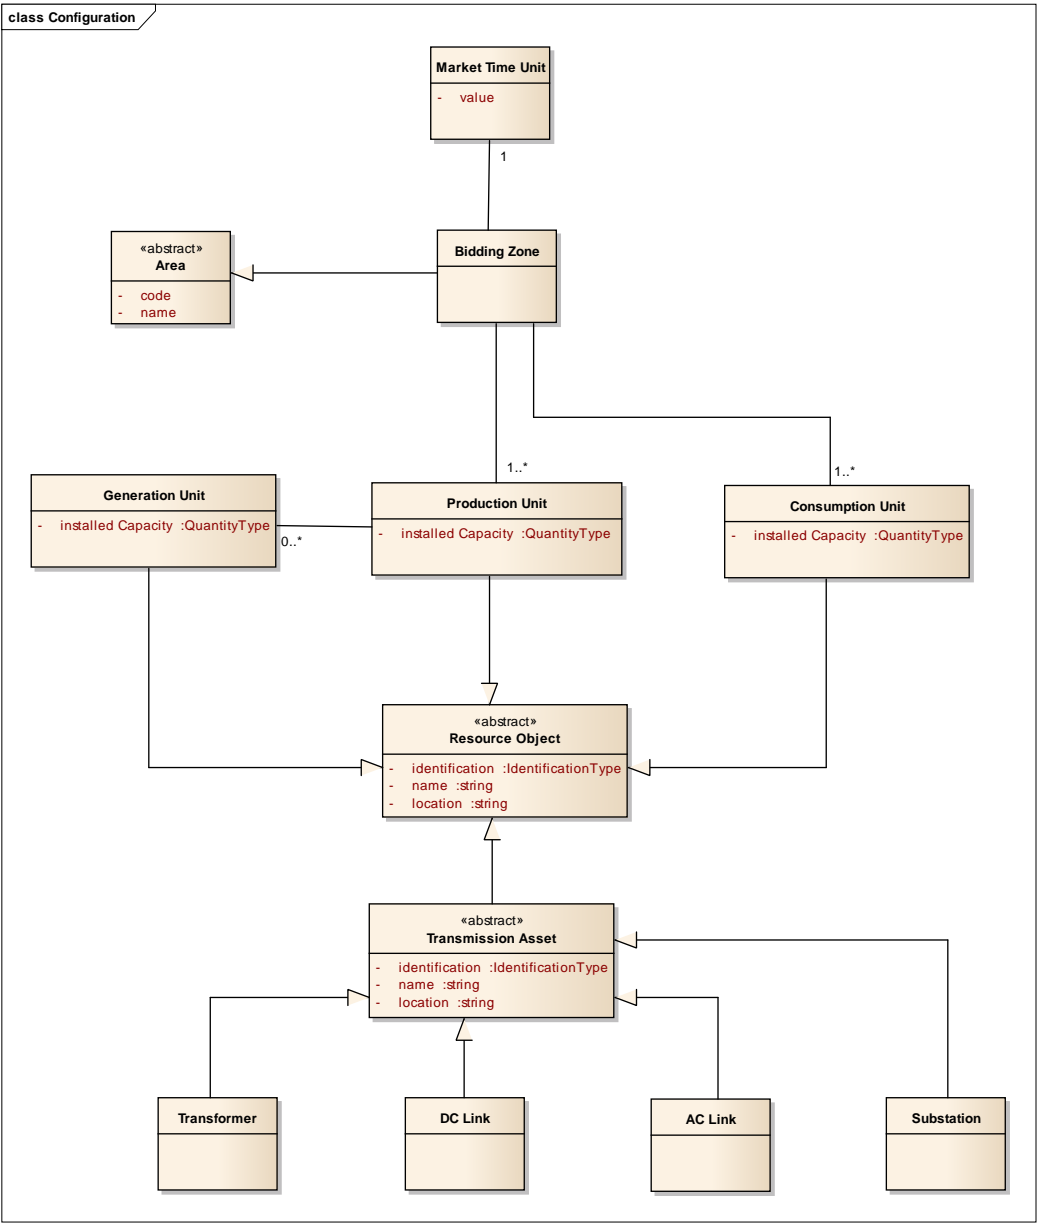 class Configuration
Market Time Unit
- value
1
Bidding Zone
«abstract»
Area
- code
- name
1..*
1..*
Generation Unit
- installed Capacity :QuantityType
0..*
Production Unit
- installed Capacity :QuantityType
Consumption Unit
- installed Capacity :QuantityType
«abstract»
Resource Object
- identification :IdentificationType
- name :string
- location :string
«abstract»
Transmission Asset
- identification :IdentificationType
- name :string
- location :string
Transformer
DC Link
AC Link
Substation